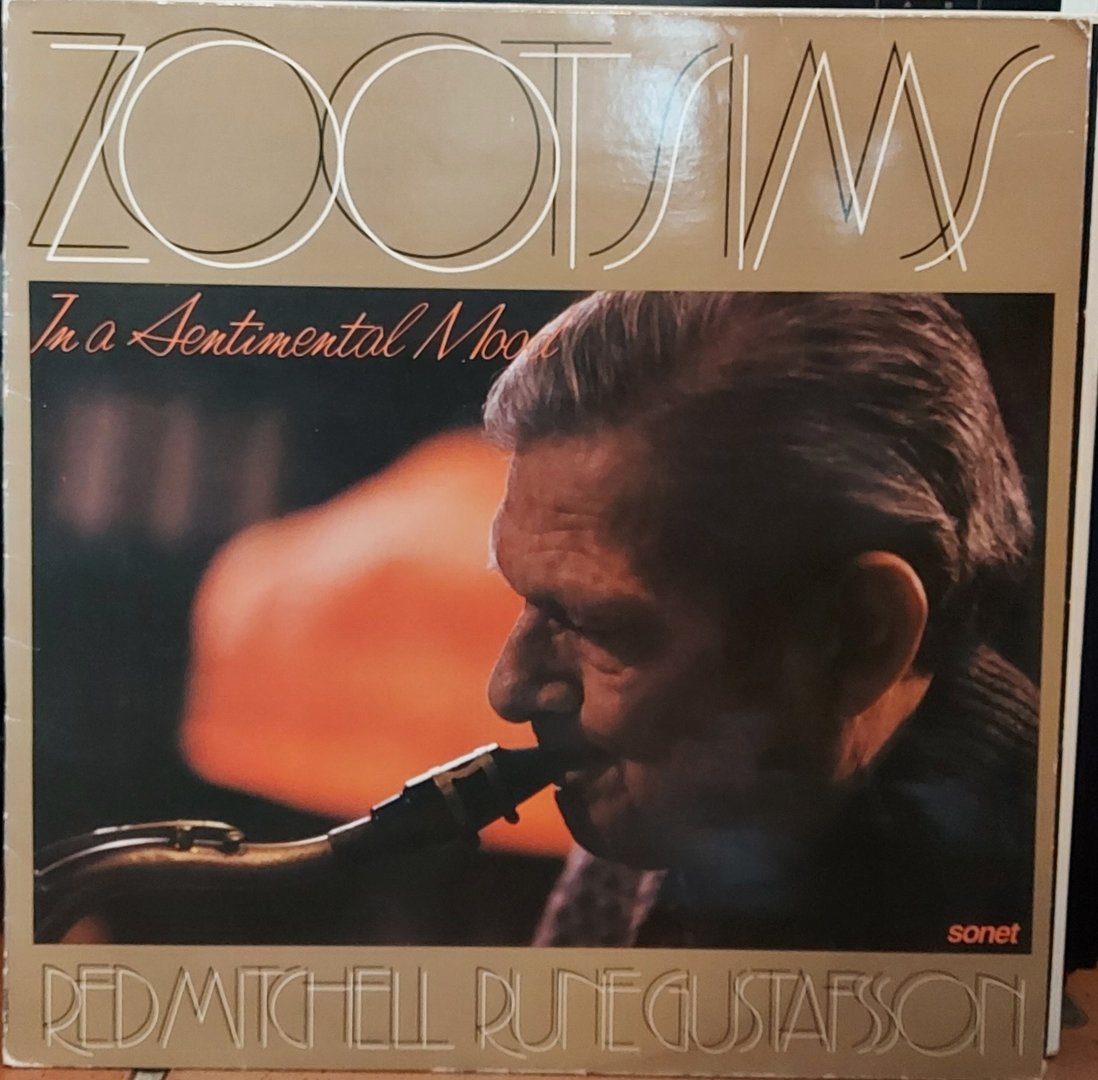 ZOOT SIMS
In a Sentimental Mood
sonet
RED MITCHELL RUNE GUSTAFSSON